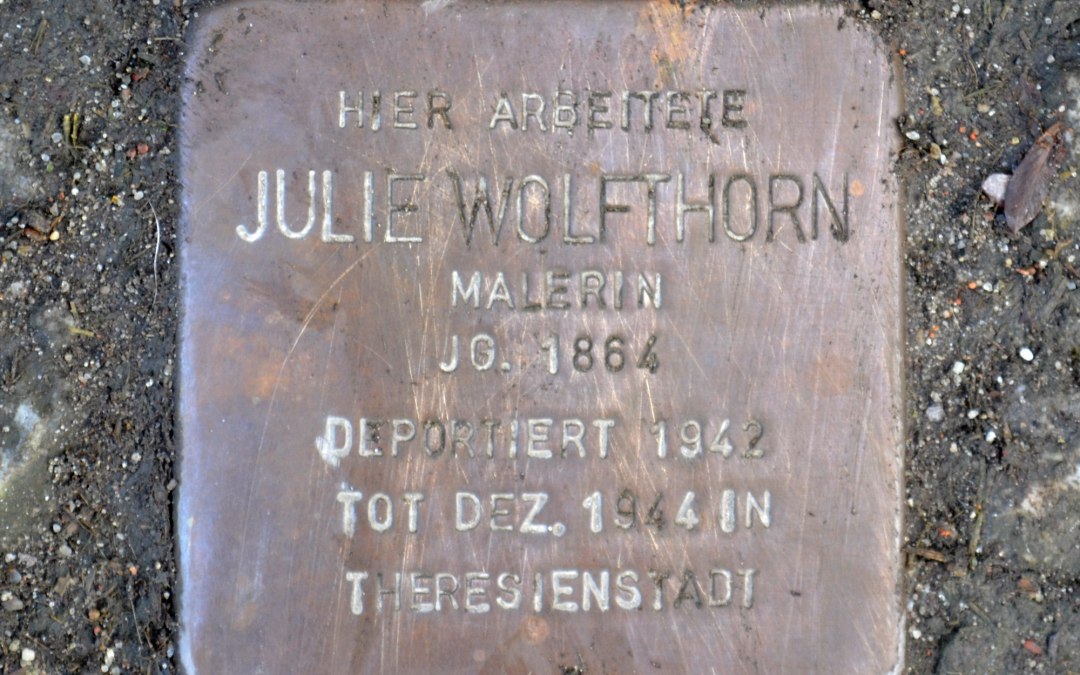 HIER ARBEITETE
JULIE WOLFTHORN
MALERIN
JG. 1864
DEPORTIERT 1942
TOT DEZ. 1944 IN
THERESIENSTADT